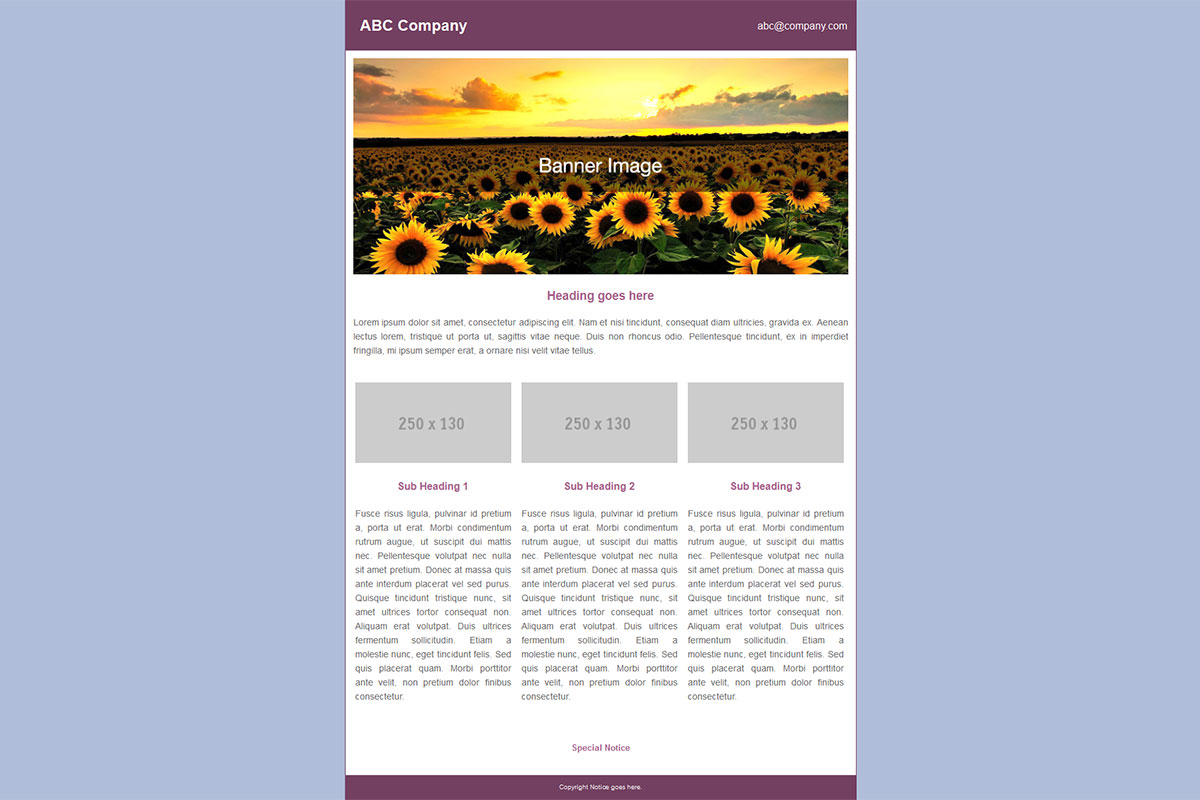 ABC Company
abc@company.com
Banner Image
Heading goes here
Lorem ipsum dolor sit amet, consectetur adipiscing elit. Nam et nisi tincidunt, consequat diam ultricies, gravida ex. Aenean
lectus lorem, tristique ut porta ut, sagittis vitae neque. Duis non rhoncus odio. Pellentesque tincidunt, ex in imperdiet
fringilla, mi ipsum semper erat, a ornare nisi velit vitae tellus.
250 x 130
Sub Heading 1
Fusce risus ligula, pulvinar id pretium
a, porta ut erat. Morbi condimentum
rutrum augue, ut suscipit dui mattis
nec. Pellentesque volutpat nec nulla
sit amet pretium. Donec at massa quis
ante interdum placerat vel sed purus.
Quisque tincidunt tristique nunc, sit
amet ultrices tortor consequat non.
Aliquam erat volutpat. Duis ultrices
fermentum sollicitudin. Etiam a
molestie nunc, eget tincidunt felis. Sed
quis placerat quam. Morbi porttitor
ante velit, non pretium dolor finibus
consectetur.
250 x 130
Sub Heading 2
Fusce risus ligula, pulvinar id pretium
a, porta ut erat. Morbi condimentum
rutrum augue, ut suscipit dui mattis
nec. Pellentesque volutpat nec nulla
sit amet pretium. Donec at massa quis
ante interdum placerat vel sed purus.
Quisque tincidunt tristique nunc, sit
amet ultrices tortor consequat non.
Aliquam erat volutpat. Duis ultrices
fermentum sollicitudin. Etiam a
molestie nunc, eget tincidunt felis. Sed
quis placerat quam. Morbi porttitor
ante velit, non pretium dolor finibus
consectetur.
250 x 130
Sub Heading 3
Fusce risus ligula, pulvinar id pretium
a, porta ut erat. Morbi condimentum
rutrum augue, ut suscipit dui mattis
nec. Pellentesque volutpat nec nulla
sit amet pretium. Donec at massa quis
ante interdum placerat vel sed purus.
Quisque tincidunt tristique nunc, sit
amet ultrices tortor consequat non.
Aliquam erat volutpat. Duis ultrices
fermentum sollicitudin. Etiam a
molestie nunc, eget tincidunt felis. Sed
quis placerat quam. Morbi porttitor
ante velit, non pretium dolor finibus
consectetur.
Special Notice
Copyright Notice goes here.